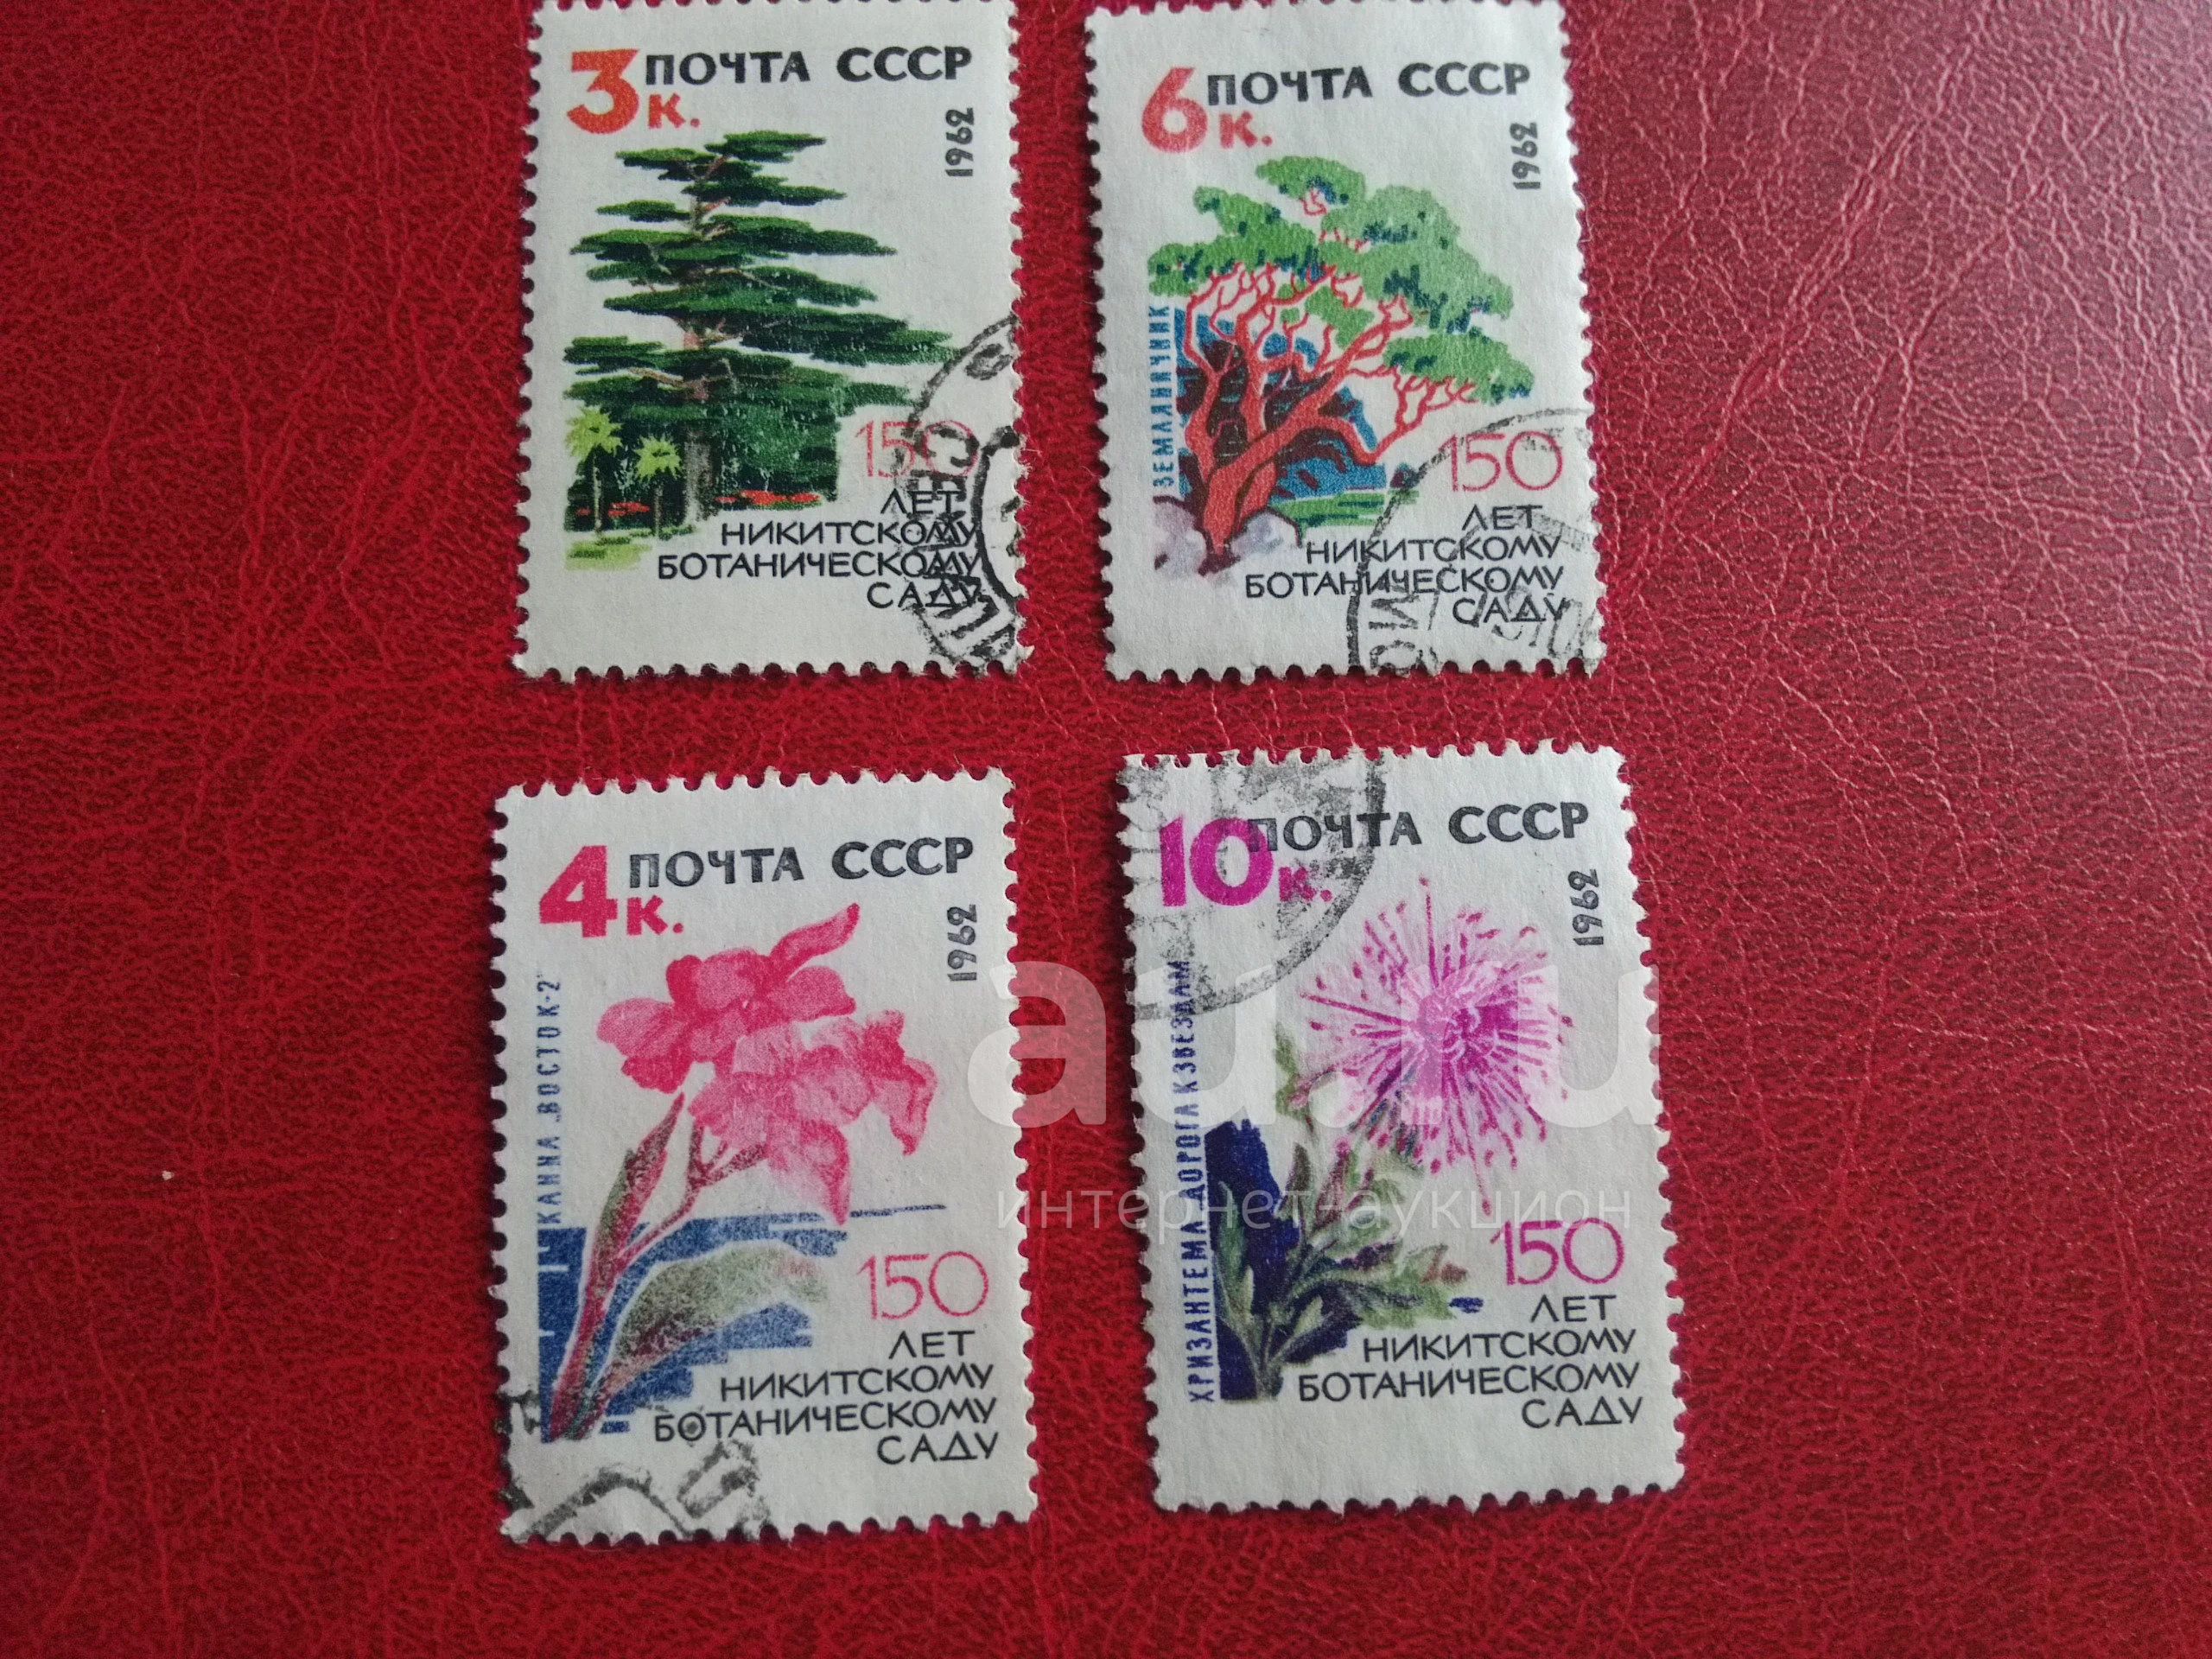 3 к. ПОЧТА СССР
1962
150
ЛЕТ
НИКИТСКОМУ
БОТАНИЧЕСКОМУ
САДУ
6 к. ПОЧТА СССР
1962
ЗЕМЛЯНИЧНИК
150
ЛЕТ
НИКИТСКОМУ
БОТАНИЧЕСКОМУ
САДУ
4 к. ПОЧТА СССР
1962
КАННА „ВОСТОК-2"
150
ЛЕТ
НИКИТСКОМУ
БОТАНИЧЕСКОМУ
САДУ
10 к. ПОЧТА СССР
1962
ХРИЗАНТЕМА ДОРОГА К ЗВЕЗДАМ
150
ЛЕТ
НИКИТСКОМУ
БОТАНИЧЕСКОМУ
САДУ
au.ru
интернет-аукцион